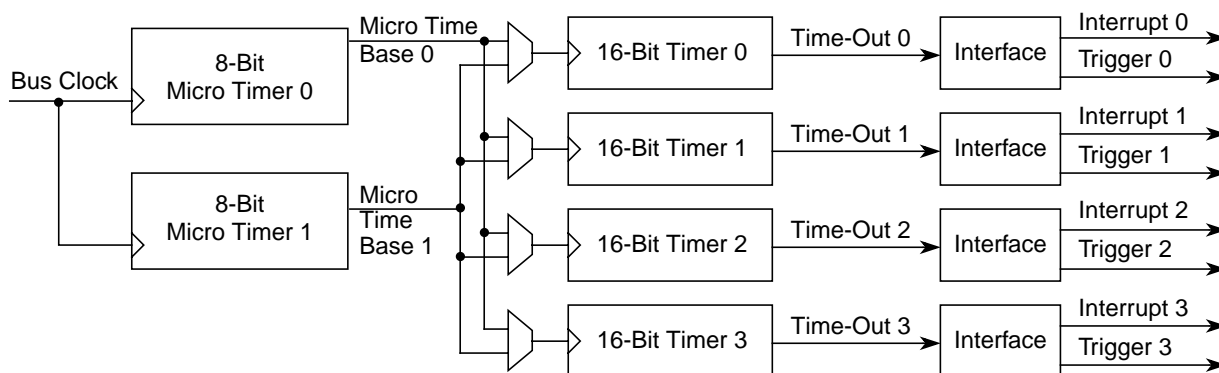 Bus Clock
8-Bit
Micro Timer 0
8-Bit
Micro Timer 1
Micro Time
Base 0
Micro
Time
Base 1
16-Bit Timer 0
Time-Out 0
Interface
Interrupt 0
Trigger 0
16-Bit Timer 1
Time-Out 1
Interface
Interrupt 1
Trigger 1
16-Bit Timer 2
Time-Out 2
Interface
Interrupt 2
Trigger 2
16-Bit Timer 3
Time-Out 3
Interface
Interrupt 3
Trigger 3